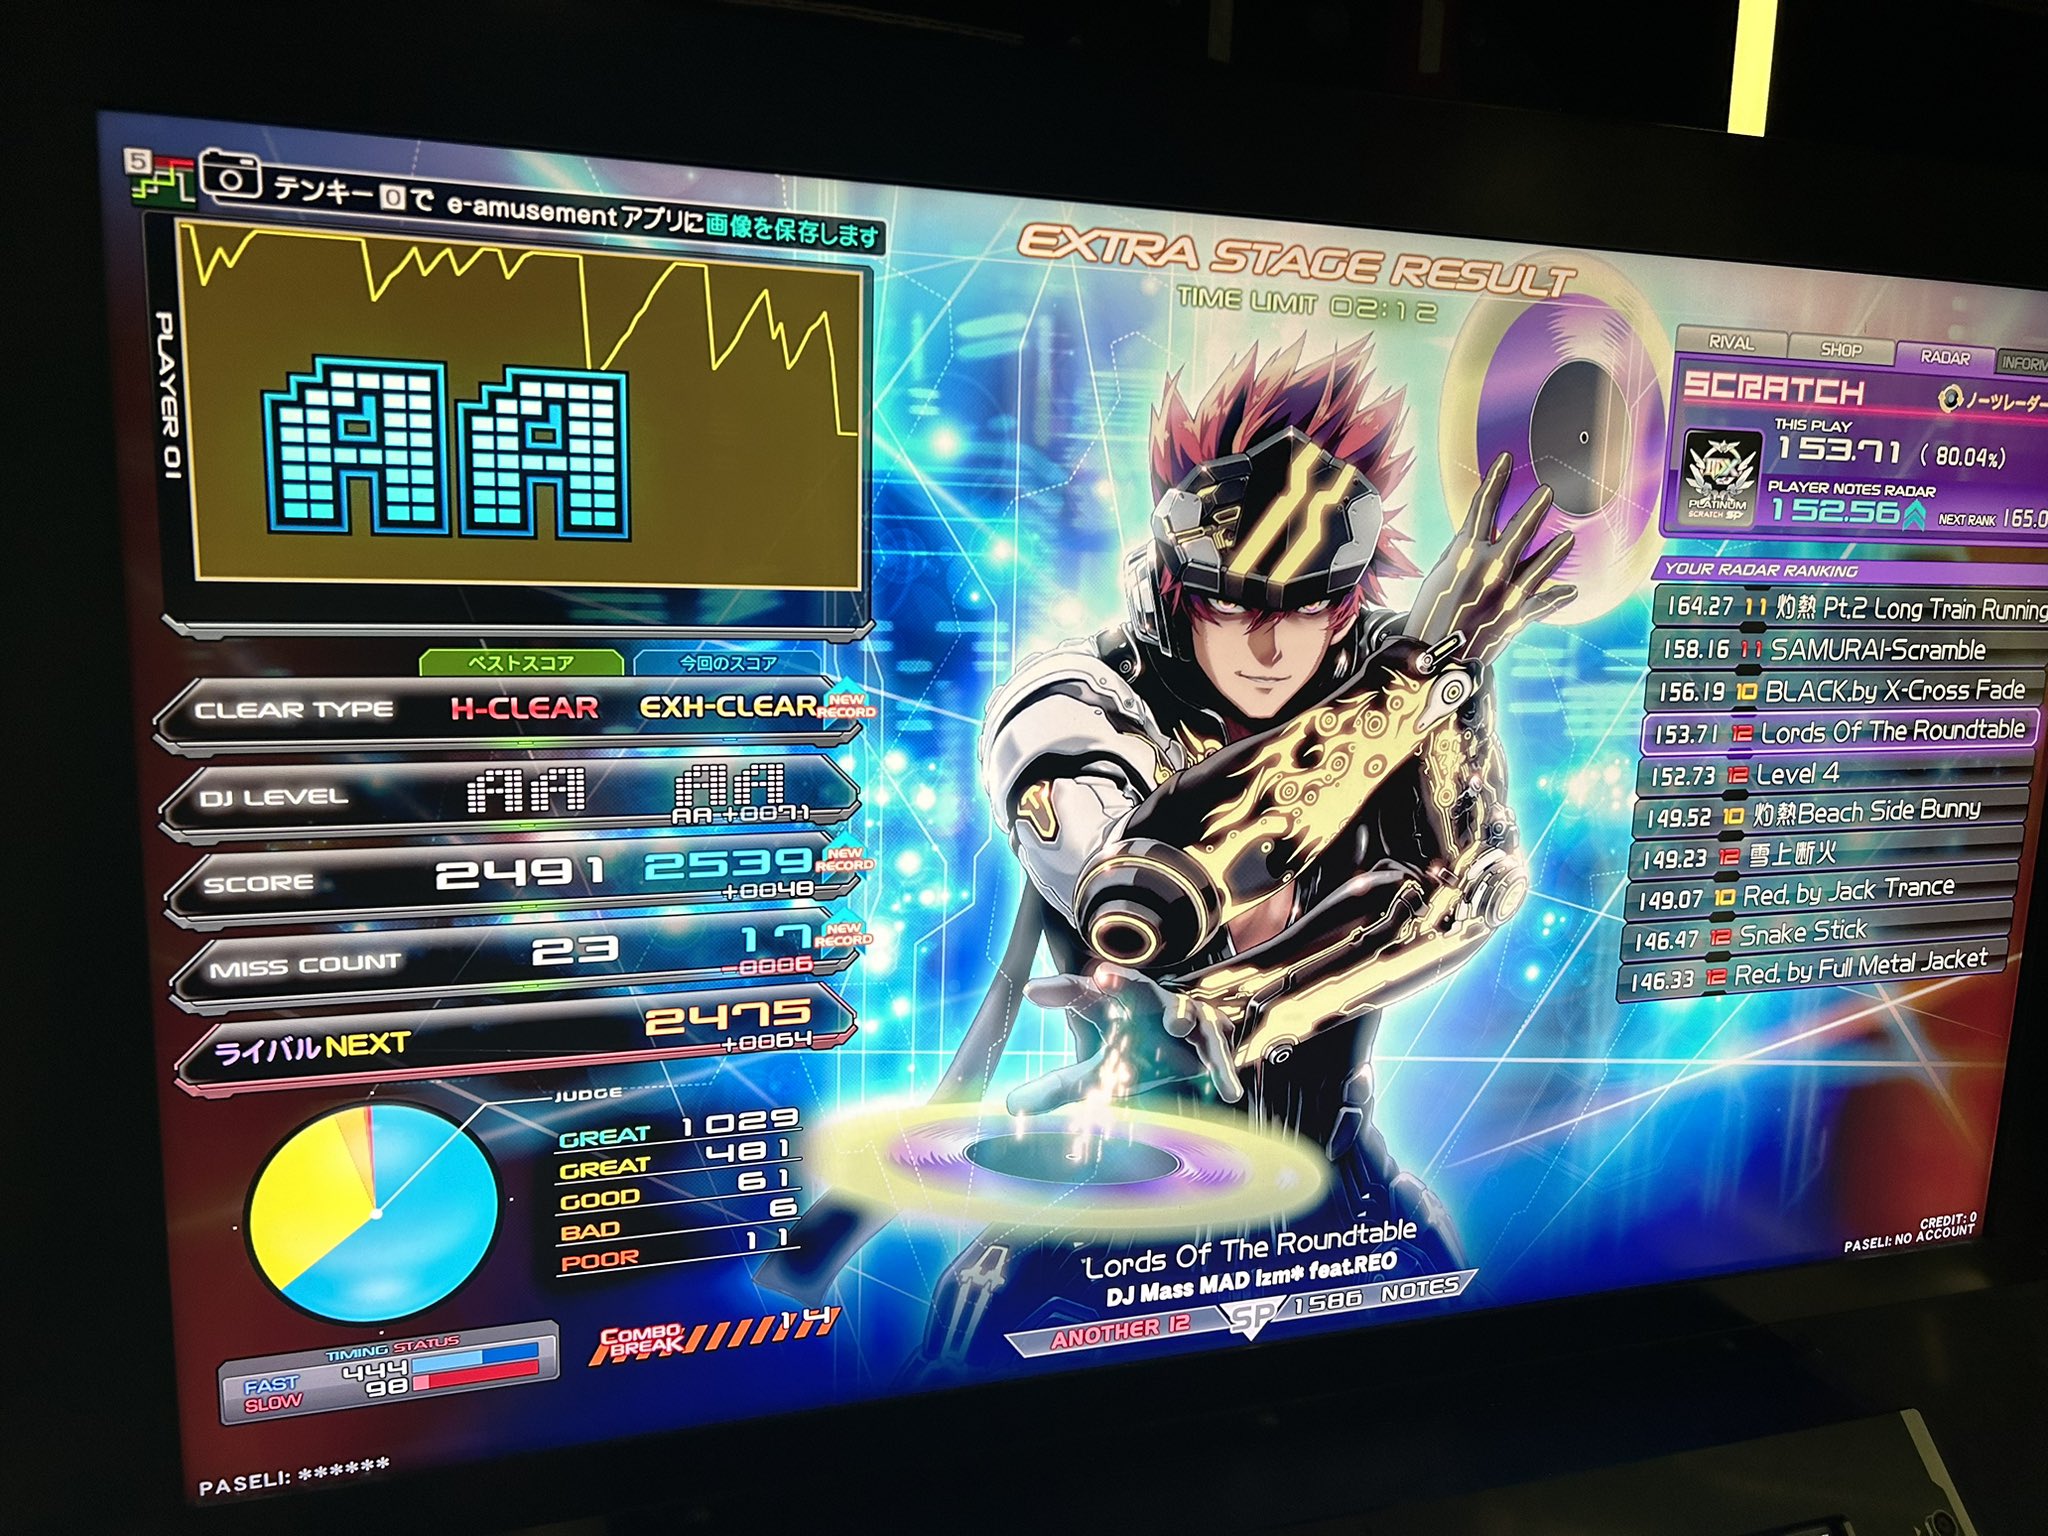 5
テンキー0で e-amusementアプリに画像を保存します
EXTRA STAGE RESULT
TIME LIMIT 02:12
PLAYER 01
AA
ベストスコア 今回のスコア
CLEAR TYPE H-CLEAR EXH-CLEAR NEW RECORD
DJ LEVEL AA AA
AA +0071
SCORE 2491 2539 NEW RECORD
+0048
MISS COUNT 23 17 NEW RECORD
-0006
ライバルNEXT 2475
+0064
JUDGE
GREAT 1029
GREAT 481
GOOD 61
BAD 6
POOR 11
COMBO BREAK 14
TIMING STATUS
FAST 444
SLOW 98
PASELI: ******
RIVAL SHOP RADAR INFORM
SCRATCH ノーツレーダー
THIS PLAY
153.71 ( 80.04%)
PLAYER NOTES RADAR
152.56 NEXT RANK 165.0
PLATINUM
SCRATCH SP
YOUR RADAR RANKING
164.27 11 灼熱 Pt.2 Long Train Running
158.16 11 SAMURAI-Scramble
156.19 10 BLACK.by X-Cross Fade
153.71 12 Lords Of The Roundtable
152.73 12 Level 4
149.52 10 灼熱Beach Side Bunny
149.23 12 雪上断火
149.07 10 Red. by Jack Trance
146.47 12 Snake Stick
146.33 12 Red. by Full Metal Jacket
Lords Of The Roundtable
DJ Mass MAD Izm* feat.REO
ANOTHER 12 SP 1586 NOTES
CREDIT: 0
PASELI: NO ACCOUNT